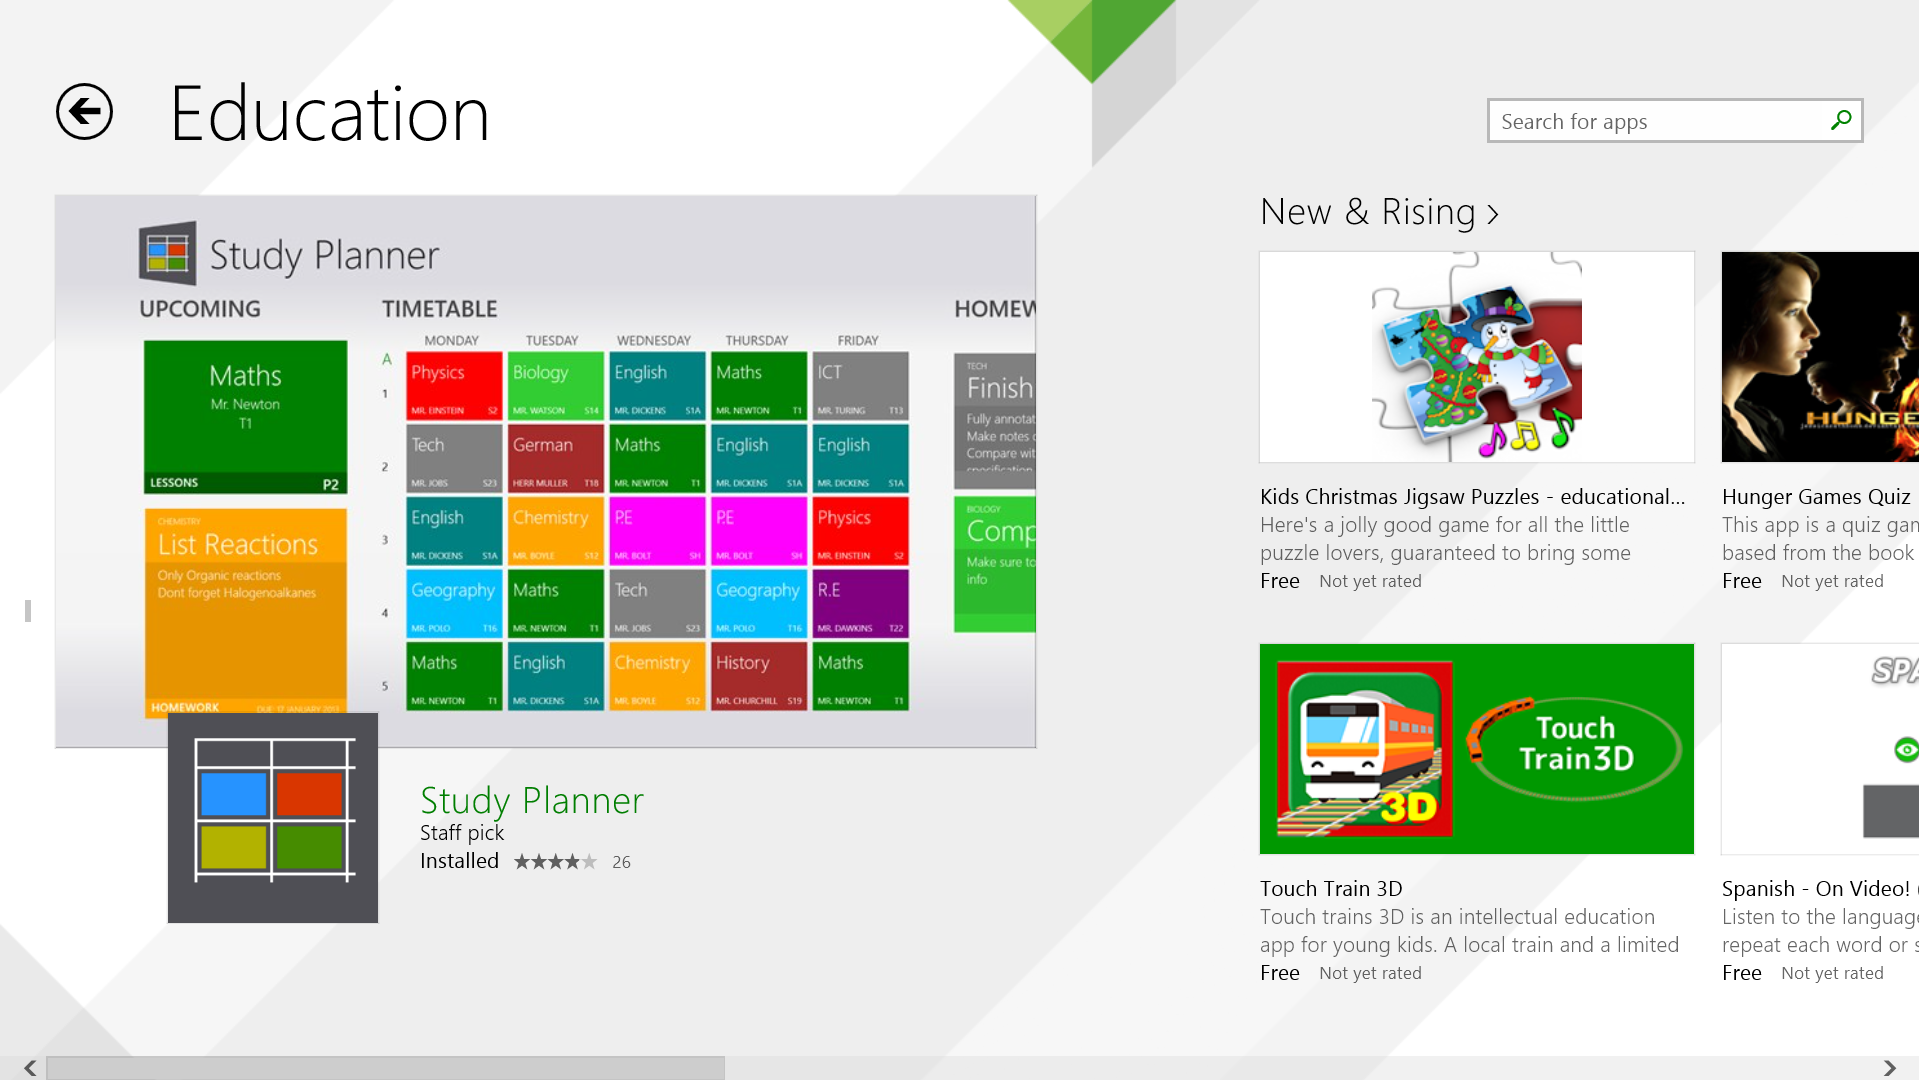 Education
Search for apps
Study Planner
UPCOMING
Maths
Mr. Newton
T1
LESSONS P2
CHEMISTRY
List Reactions
Only Organic reactions
Dont forget Halogenoalkanes
HOMEWORK DUE: 17 JANUARY 2013
TIMETABLE
MONDAY TUESDAY WEDNESDAY THURSDAY FRIDAY
A
1
Physics Biology English Maths ICT
MR. EINSTEIN S2 MR. WATSON S14 MR. DICKENS S1A MR. NEWTON T1 MR. TURING T13
2
Tech German Maths English English
MR. JOBS S23 HERR MULLER T18 MR. NEWTON T1 MR. DICKENS S1A MR. DICKENS S1A
3
English Chemistry P.E P.E Physics
MR. DICKENS S1A MR. BOYLE S12 MR. BOLT SH MR. BOLT SH MR. EINSTEIN S2
4
Geography Maths Tech Geography R.E
MR. POLO T16 MR. NEWTON T1 MR. JOBS S23 MR. POLO T16 MR. DAWKINS T22
5
Maths English Chemistry History Maths
MR. NEWTON T1 MR. DICKENS S1A MR. BOYLE S12 MR. CHURCHILL S19 MR. NEWTON T1
HOMEW
TECH
Finish
Fully annotat
Make notes
Compare wit
specification
BIOLOGY
Comp
Make sure to
info
Study Planner
Staff pick
Installed 26
New & Rising
Kids Christmas Jigsaw Puzzles - educational...
Here's a jolly good game for all the little
puzzle lovers, guaranteed to bring some
Free Not yet rated
HUNGE
Hunger Games Quiz
This app is a quiz gam
based from the book
Free Not yet rated
3D
Touch
Train3D
Touch Train 3D
Touch trains 3D is an intellectual education
app for young kids. A local train and a limited
Free Not yet rated
SPA
Spanish - On Video! (
Listen to the language
repeat each word or s
Free Not yet rated